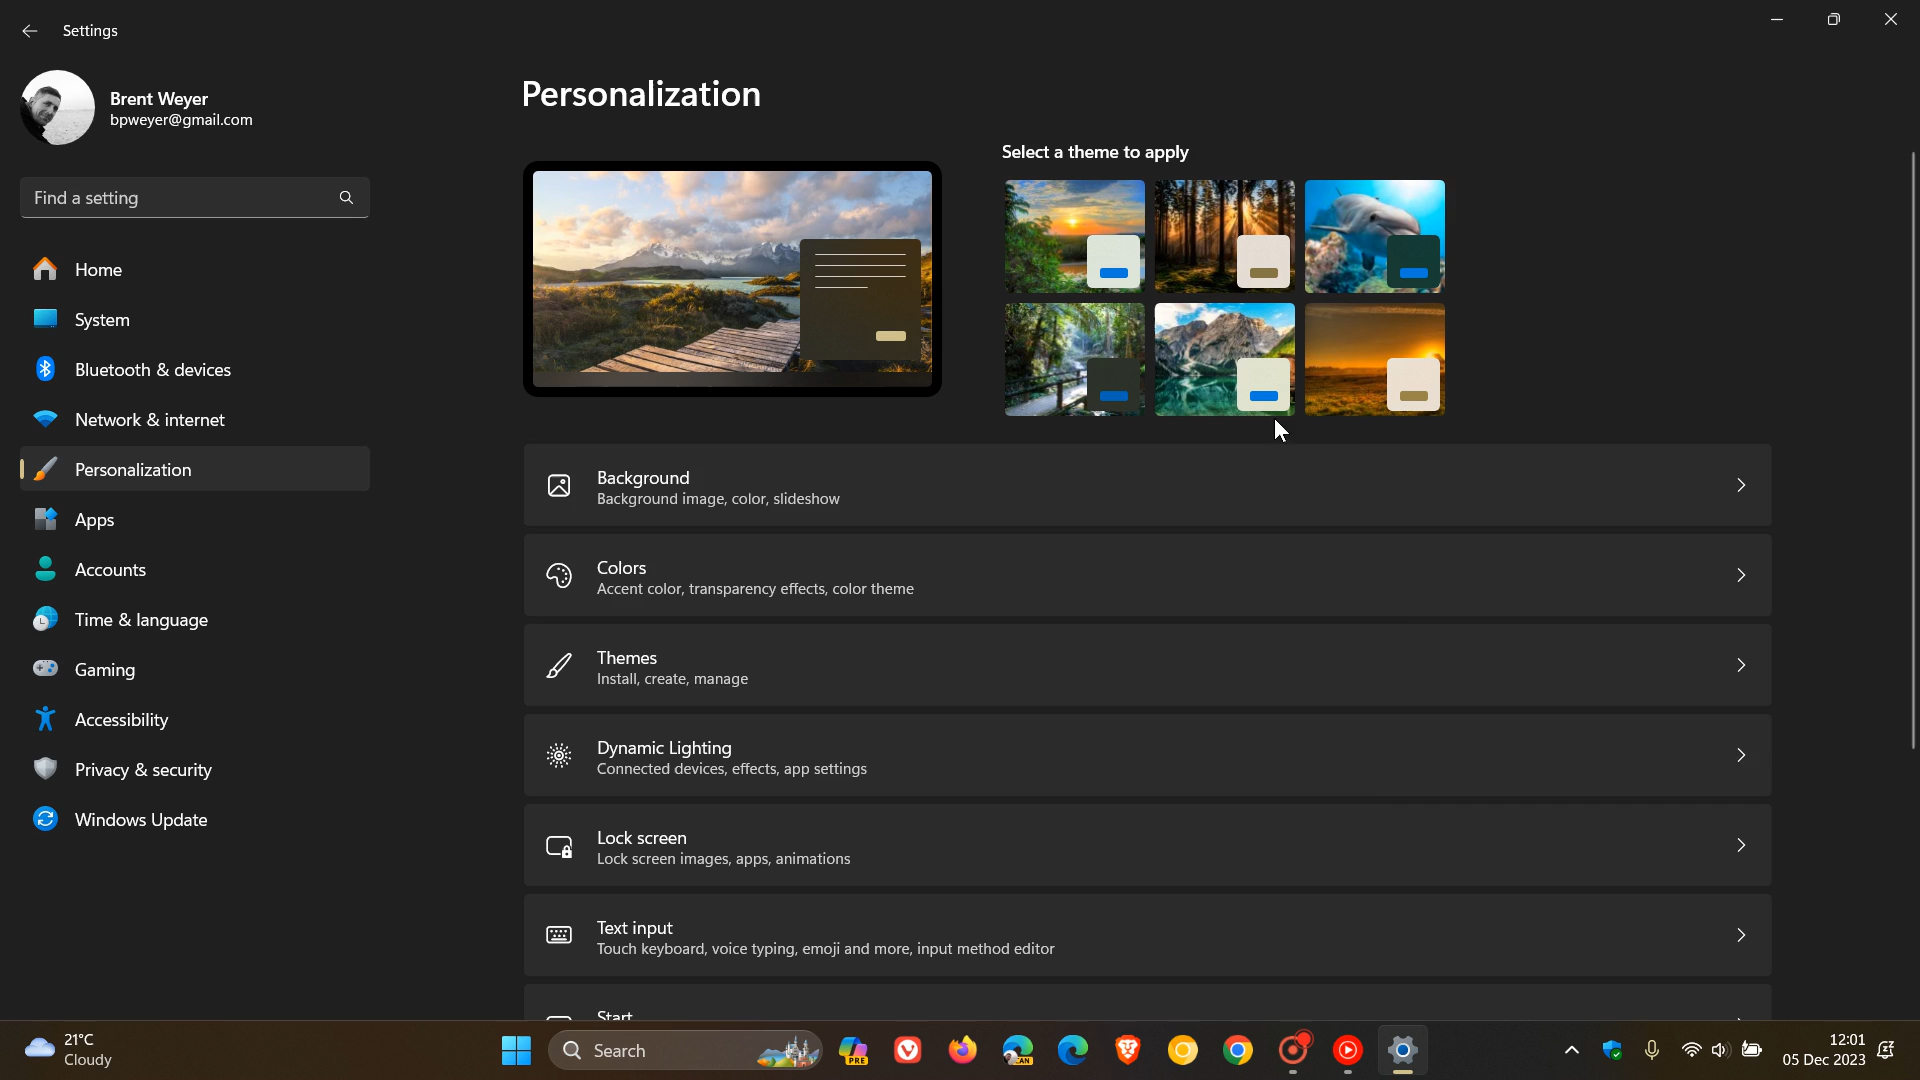 Settings
Brent Weyer
bpweyer@gmail.com
Find a setting
Home
System
Bluetooth & devices
Network & internet
Personalization
Apps
Accounts
Time & language
Gaming
Accessibility
Privacy & security
Windows Update
Personalization
Select a theme to apply
Background
Background image, color, slideshow
Colors
Accent color, transparency effects, color theme
Themes
Install, create, manage
Dynamic Lighting
Connected devices, effects, app settings
Lock screen
Lock screen images, apps, animations
Text input
Touch keyboard, voice typing, emoji and more, input method editor
Start
21°C
Cloudy
Search
PRE
CAN
12:01
05 Dec 2023